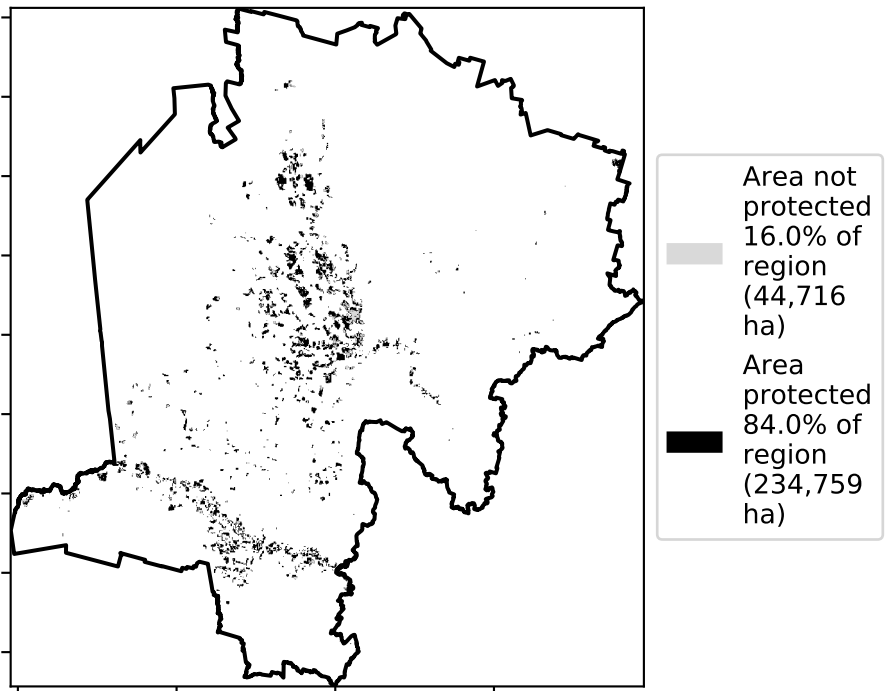 Area not
protected
16.0% of
region
(44,716
ha)
Area
protected
84.0% of
region
(234,759
ha)